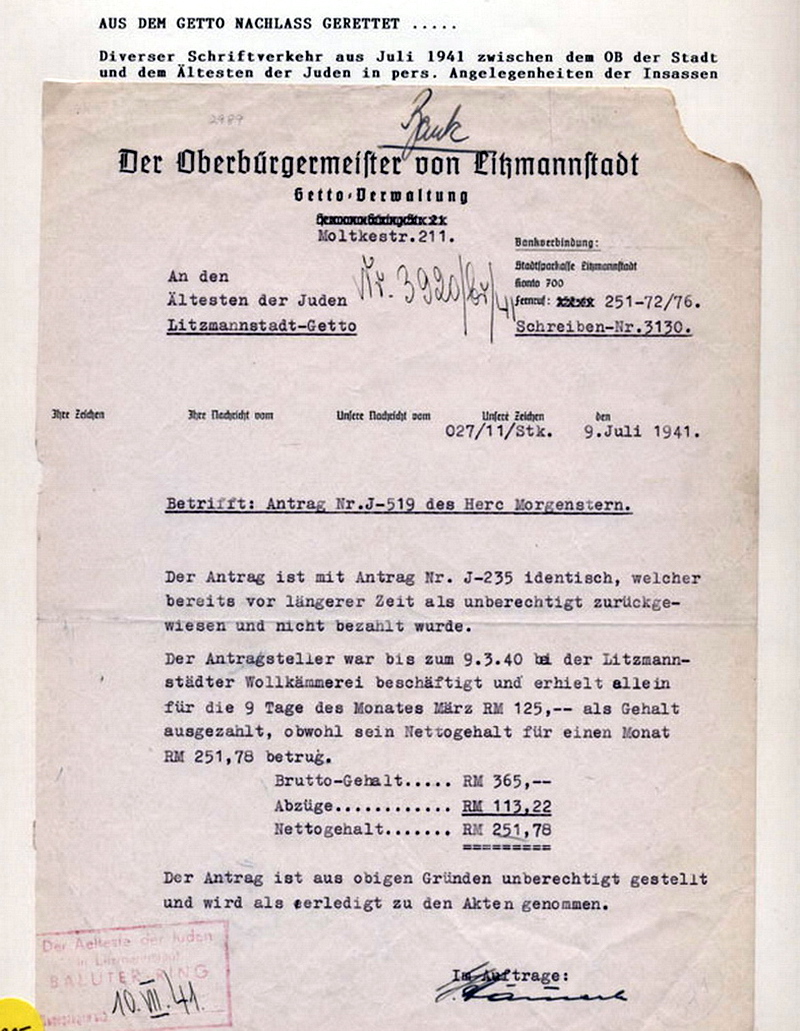 AUS DEM GETTO NACHLASS GERETTET .....
Diverser Schriftverkehr aus Juli 1941 zwischen dem OB der Stadt
und dem Ältesten der Juden in pers. Angelegenheiten der Insassen
2989
Bank
Der Oberbürgermeister von Litzmannstadt
Getto-Verwaltung
Moltkestr.211.
Bankverbindung:
Stadtsparkasse Litzmannstadt
Konto 700
Fernruf: 251-72/76.
Schreiben-Nr.3130.
An den
Ältesten der Juden
Litzmannstadt-Getto
Nr. 3920/Gr/41
Ihre Zeichen Ihre Nachricht vom Unsere Nachricht vom Unsere Zeichen den
027/11/Stk. 9.Juli 1941.
Betrifft: Antrag Nr.J-519 des Herc Morgenstern.
Der Antrag ist mit Antrag Nr. J-235 identisch, welcher
bereits vor längerer Zeit als unberechtigt zurückge-
wiesen und nicht bezahlt wurde.
Der Antragsteller war bis zum 9.3.40 bei der Litzmann-
städter Wollkämmerei beschäftigt und erhielt allein
für die 9 Tage des Monates März RM 125,-- als Gehalt
ausgezahlt, obwohl sein Nettogehalt für einen Monat
RM 251,78 betrug.
Brutto-Gehalt..... RM 365,--
Abzüge............ RM 113,22
Nettogehalt....... RM 251,78
=========
Der Antrag ist aus obigen Gründen unberechtigt gestellt
und wird als erledigt zu den Akten genommen.
Der Aelteste der Juden
in Litzmannstadt
BALUTER-RING
10.VII.41.
Im Auftrage: